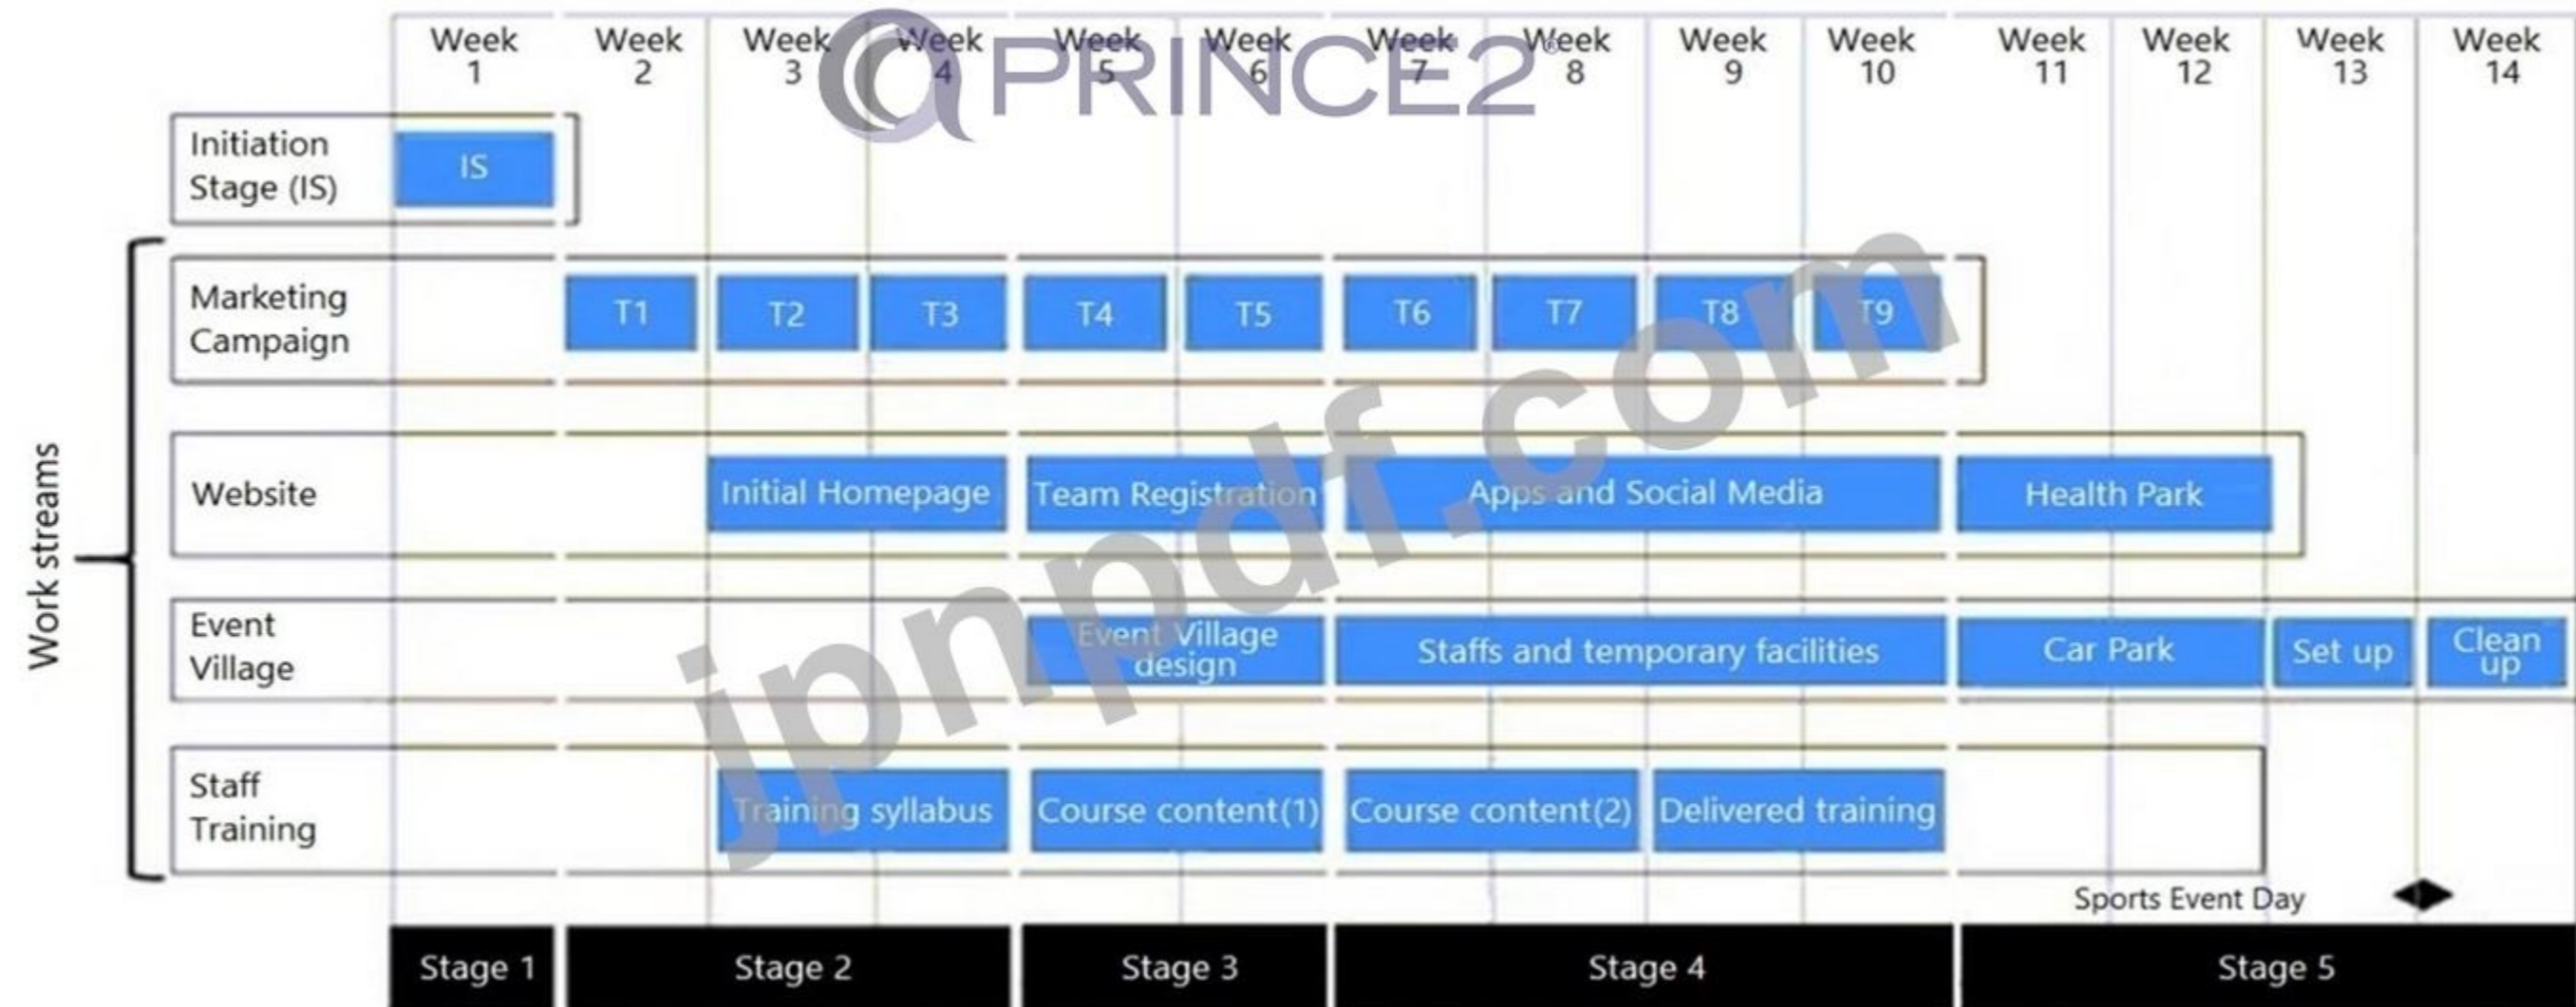 Week 1
Week 2
Week 3
Week 4
Week 5
Week 6
Week 7
Week 8
Week 9
Week 10
Week 11
Week 12
Week 13
Week 14
PRINCE2®
Initiation
Stage (IS)
IS
Work streams
Marketing
Campaign
T1
T2
T3
T4
T5
T6
T7
T8
T9
Website
Initial Homepage
Team Registration
Apps and Social Media
Health Park
Event
Village
Event Village
design
Staffs and temporary facilities
Car Park
Set up
Clean
up
Staff
Training
Training syllabus
Course content(1)
Course content(2)
Delivered training
Sports Event Day
Stage 1
Stage 2
Stage 3
Stage 4
Stage 5
jpnpdf.com